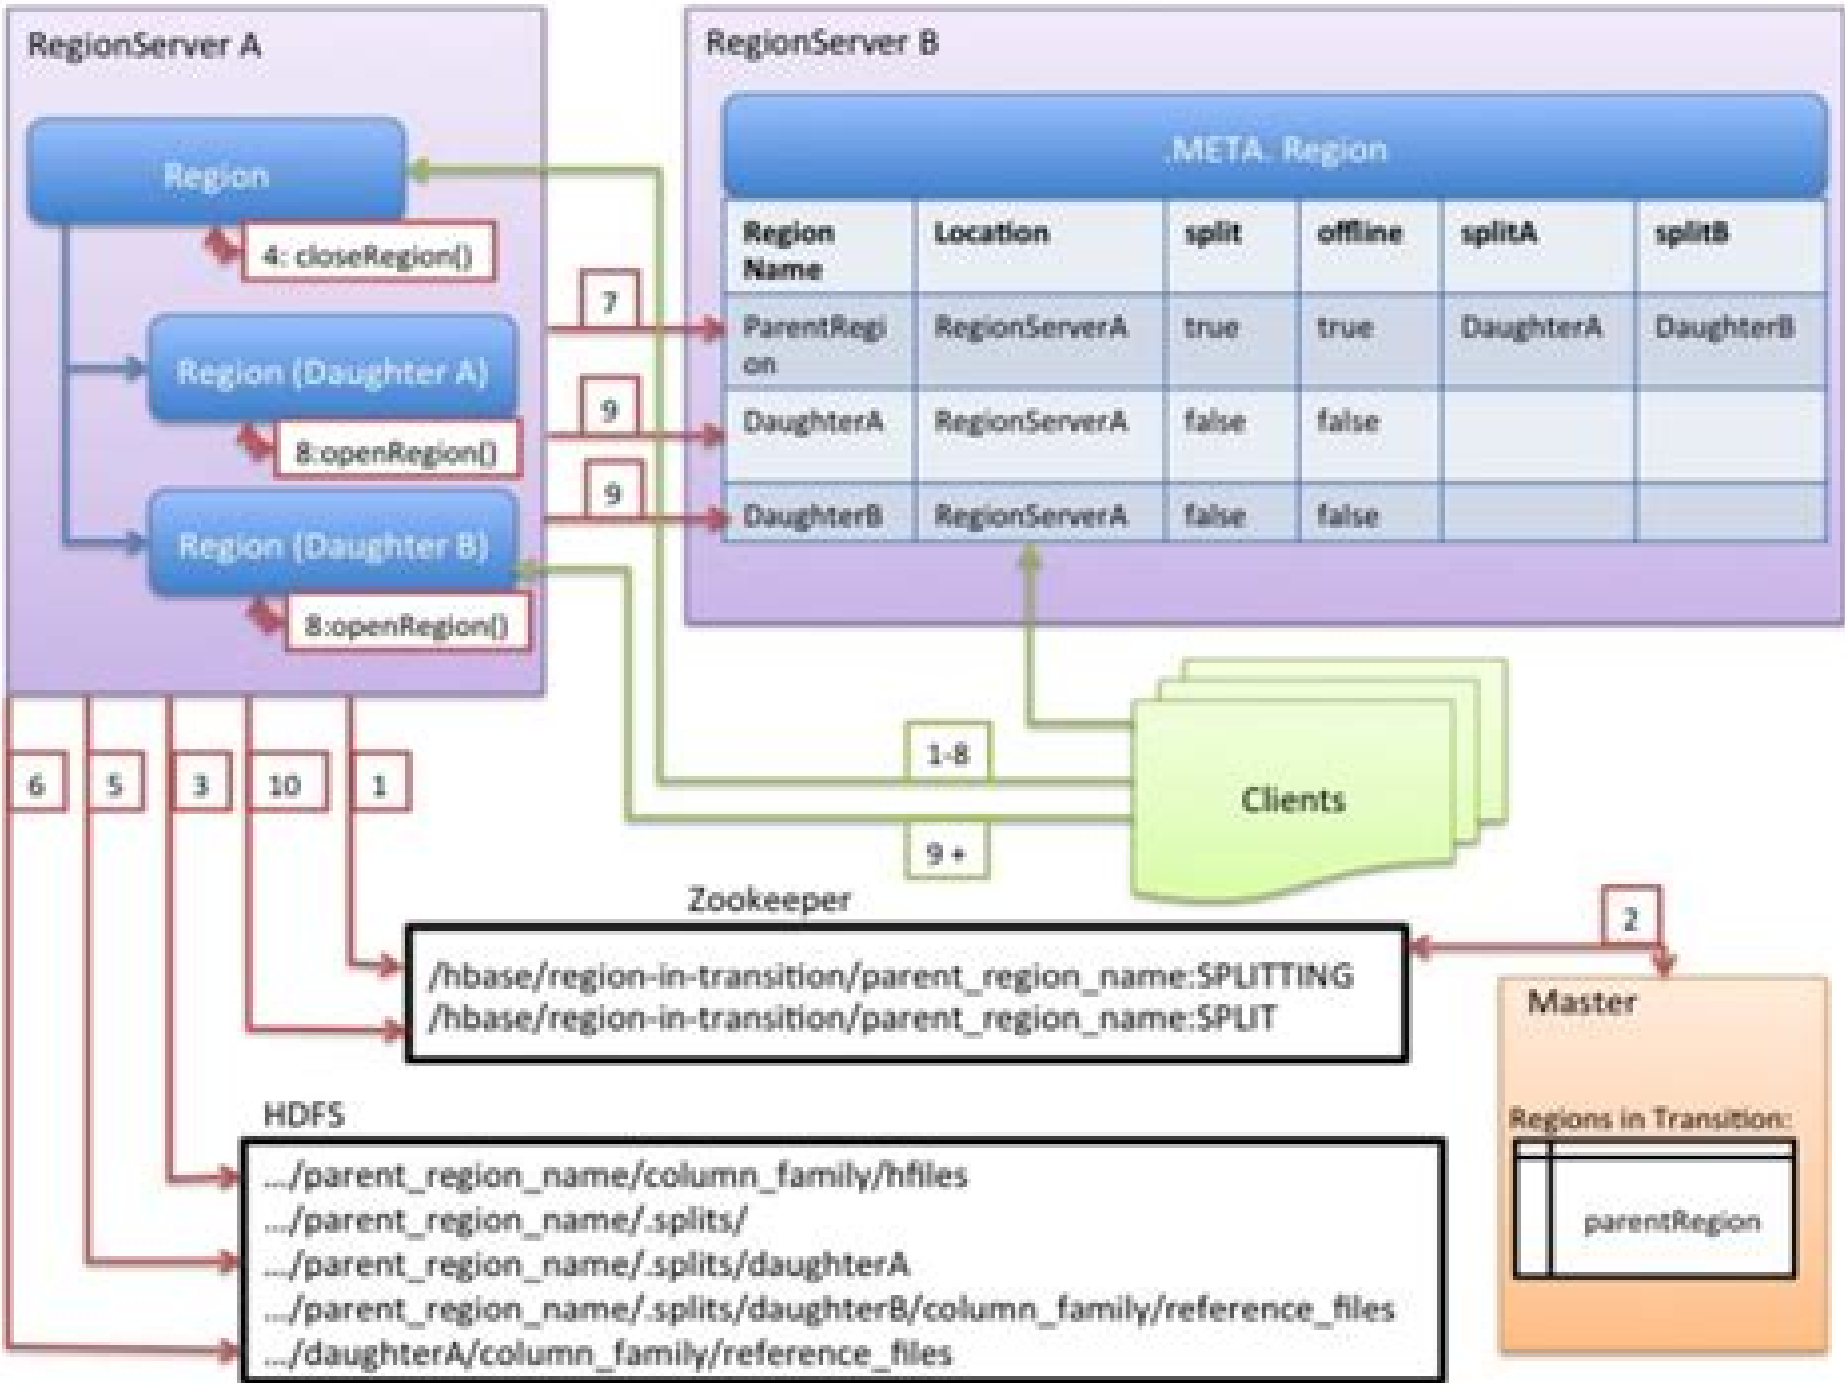 RegionServer A
Region
4: closeRegion()
Region (Daughter A)
8:openRegion()
Region (Daughter B)
8:openRegion()
7
9
9
RegionServer B
.META. Region
Region Name Location split offline splitA splitB
ParentRegion RegionServerA true true DaughterA DaughterB
DaughterA RegionServerA false false
DaughterB RegionServerA false false
6
5
3
10
1
1-8
9 +
Clients
Zookeeper
/hbase/region-in-transition/parent_region_name:SPLITTING
/hbase/region-in-transition/parent_region_name:SPLIT
2
Master
Regions in Transition:
parentRegion
HDFS
.../parent_region_name/column_family/hfiles
.../parent_region_name/.splits/
.../parent_region_name/.splits/daughterA
.../parent_region_name/.splits/daughterB/column_family/reference_files
.../daughterA/column_family/reference_files